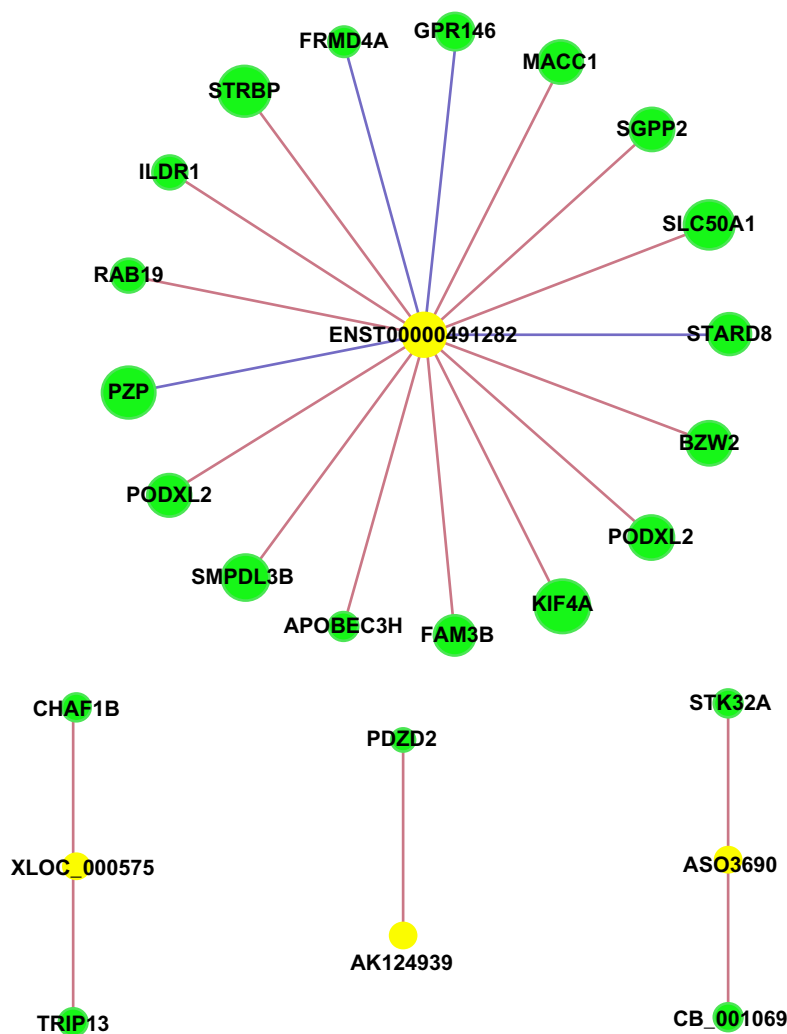 GPR146
FRMD4A
MACC1
STRBP
SGPP2
ILDR1
SLC50A1
RAB19
ENST00000491282
STARD8
PZP
BZW2
PODXL2
PODXL2
SMPDL3B
KIF4A
APOBEC3H
FAM3B
CHAF1B
STK32A
PDZD2
XLOC_000575
ASO3690
AK124939
TRIP13
CB_001069